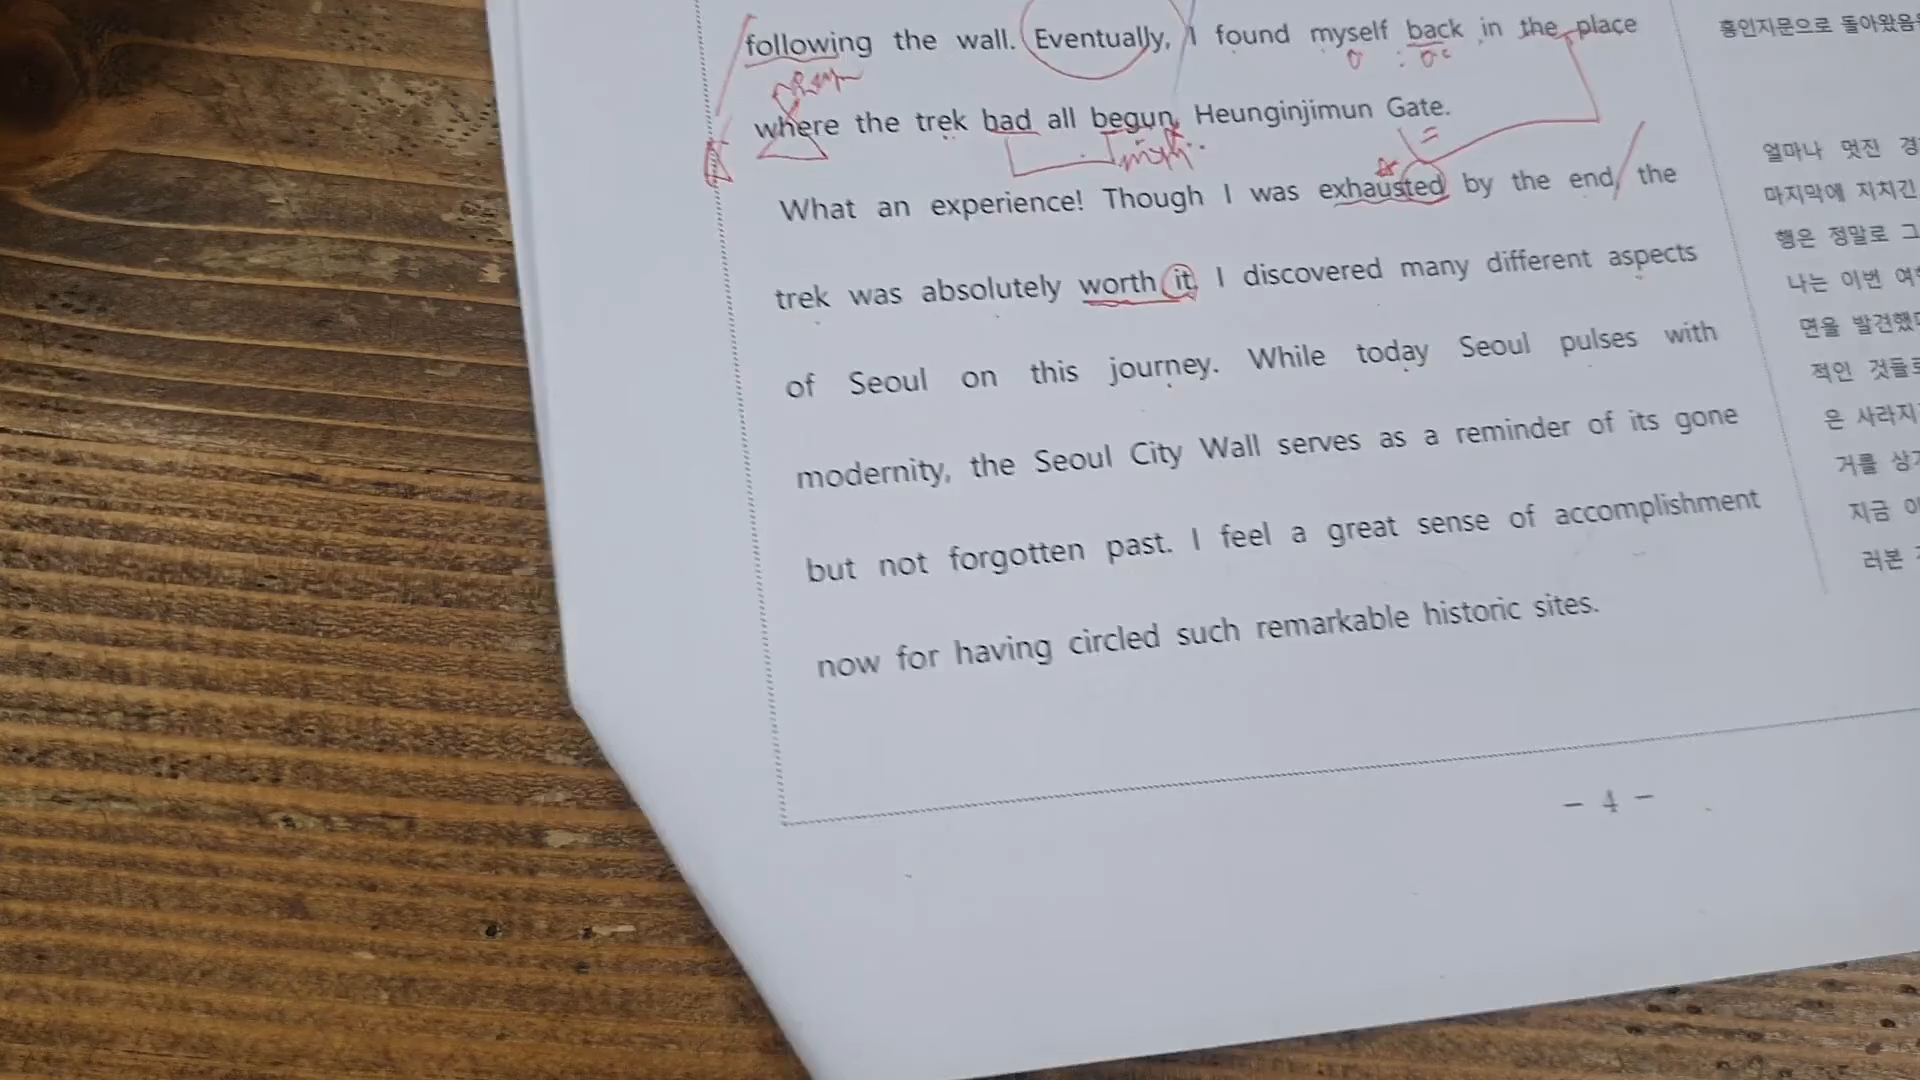 following the wall. Eventually, I found myself back in the place
where the trek had all begun, Heunginjimun Gate.
What an experience! Though I was exhausted by the end, the
trek was absolutely worth it. I discovered many different aspects
of Seoul on this journey. While today Seoul pulses with
modernity, the Seoul City Wall serves as a reminder of its gone
but not forgotten past. I feel a great sense of accomplishment
now for having circled such remarkable historic sites.
흥인지문으로 돌아왔음
얼마나 멋진 경
마지막에 지치긴
행은 정말로 그
나는 이번 여
면을 발견했
적인 것들로
은 사라지
거를 상
지금
러본
- 4 -